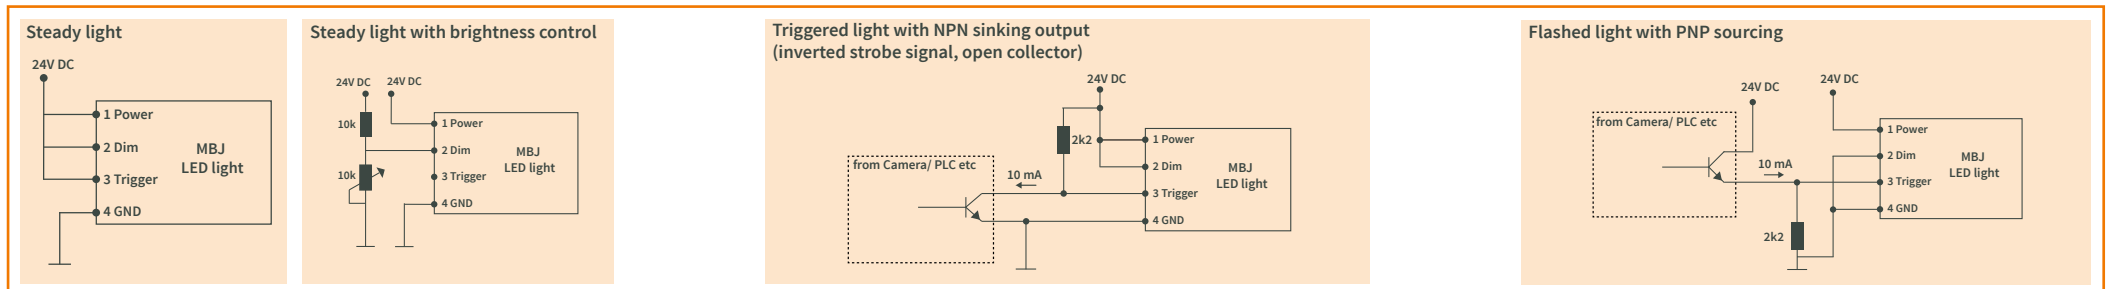 Steady light
24V DC
1 Power
2 Dim
3 Trigger
4 GND
MBJ
LED light
Steady light with brightness control
24V DC
24V DC
10k
10k
1 Power
2 Dim
3 Trigger
4 GND
MBJ
LED light
Triggered light with NPN sinking output
(inverted strobe signal, open collector)
24V DC
2k2
from Camera/ PLC etc
10 mA
1 Power
2 Dim
3 Trigger
4 GND
MBJ
LED light
Flashed light with PNP sourcing
24V DC
24V DC
from Camera/ PLC etc
10 mA
2k2
1 Power
2 Dim
3 Trigger
4 GND
MBJ
LED light